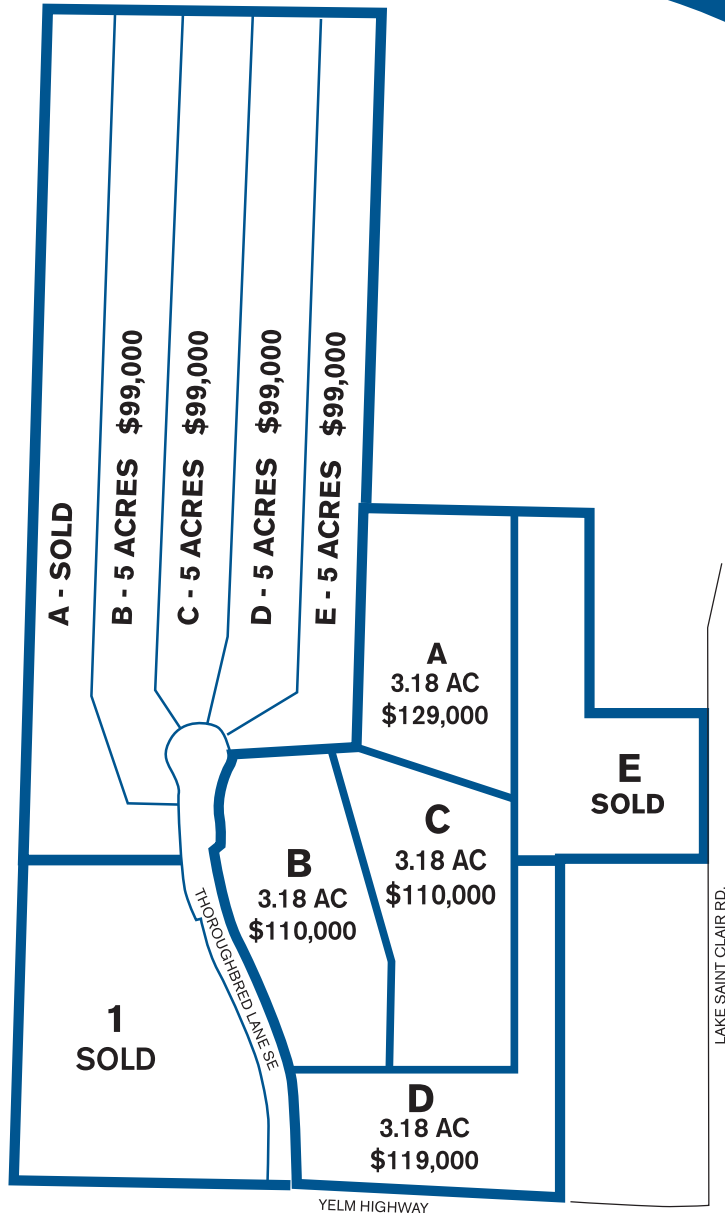 A - SOLD
B - 5 ACRES $99,000
C - 5 ACRES $99,000
D - 5 ACRES $99,000
E - 5 ACRES $99,000
A
3.18 AC
$129,000
E
SOLD
B
3.18 AC
$110,000
C
3.18 AC
$110,000
THOROUGHBRED LANE SE
LAKE SAINT CLAIR RD.
1
SOLD
D
3.18 AC
$119,000
YELM HIGHWAY